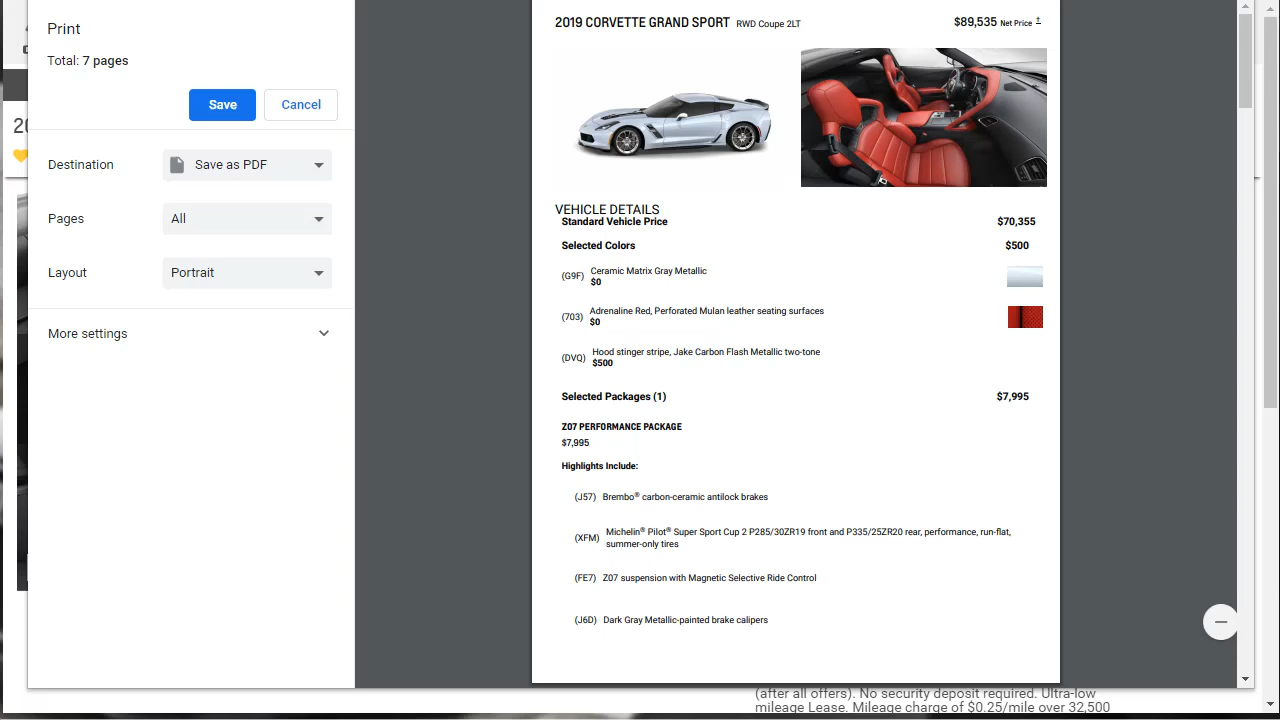 Print
Total: 7 pages
Save
Cancel
Destination
Save as PDF
Pages
All
Layout
Portrait
More settings
2019 CORVETTE GRAND SPORT RWD Coupe 2LT
$89,535 Net Price ‡
VEHICLE DETAILS
Standard Vehicle Price $70,355
Selected Colors $500
(G9F) Ceramic Matrix Gray Metallic
$0
(703) Adrenaline Red, Perforated Mulan leather seating surfaces
$0
(DVQ) Hood stinger stripe, Jake Carbon Flash Metallic two-tone
$500
Selected Packages (1) $7,995
Z07 PERFORMANCE PACKAGE
$7,995
Highlights Include:
(J57) Brembo® carbon-ceramic antilock brakes
(XFM) Michelin® Pilot® Super Sport Cup 2 P285/30ZR19 front and P335/25ZR20 rear, performance, run-flat,
summer-only tires
(FE7) Z07 suspension with Magnetic Selective Ride Control
(J6D) Dark Gray Metallic-painted brake calipers
(after all offers). No security deposit required. Ultra-low
mileage Lease. Mileage charge of $0.25/mile over 32,500